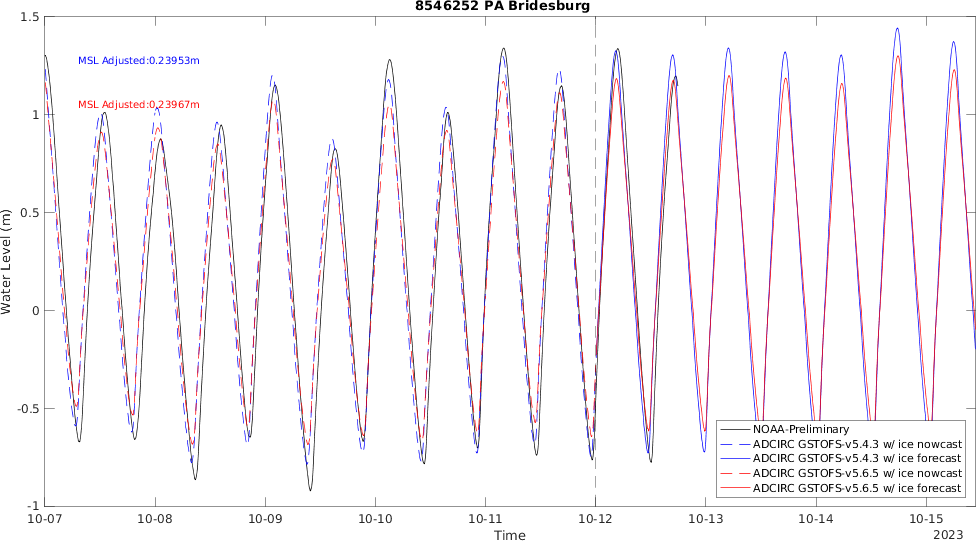 8546252 PA Bridesburg
1.5
1
0.5
0
-0.5
-1
Water Level (m)
MSL Adjusted:0.23953m
MSL Adjusted:0.23967m
NOAA-Preliminary
ADCIRC GSTOFS-v5.4.3 w/ ice nowcast
ADCIRC GSTOFS-v5.4.3 w/ ice forecast
ADCIRC GSTOFS-v5.6.5 w/ ice nowcast
ADCIRC GSTOFS-v5.6.5 w/ ice forecast
10-07 10-08 10-09 10-10 10-11 10-12 10-13 10-14 10-15
Time
2023